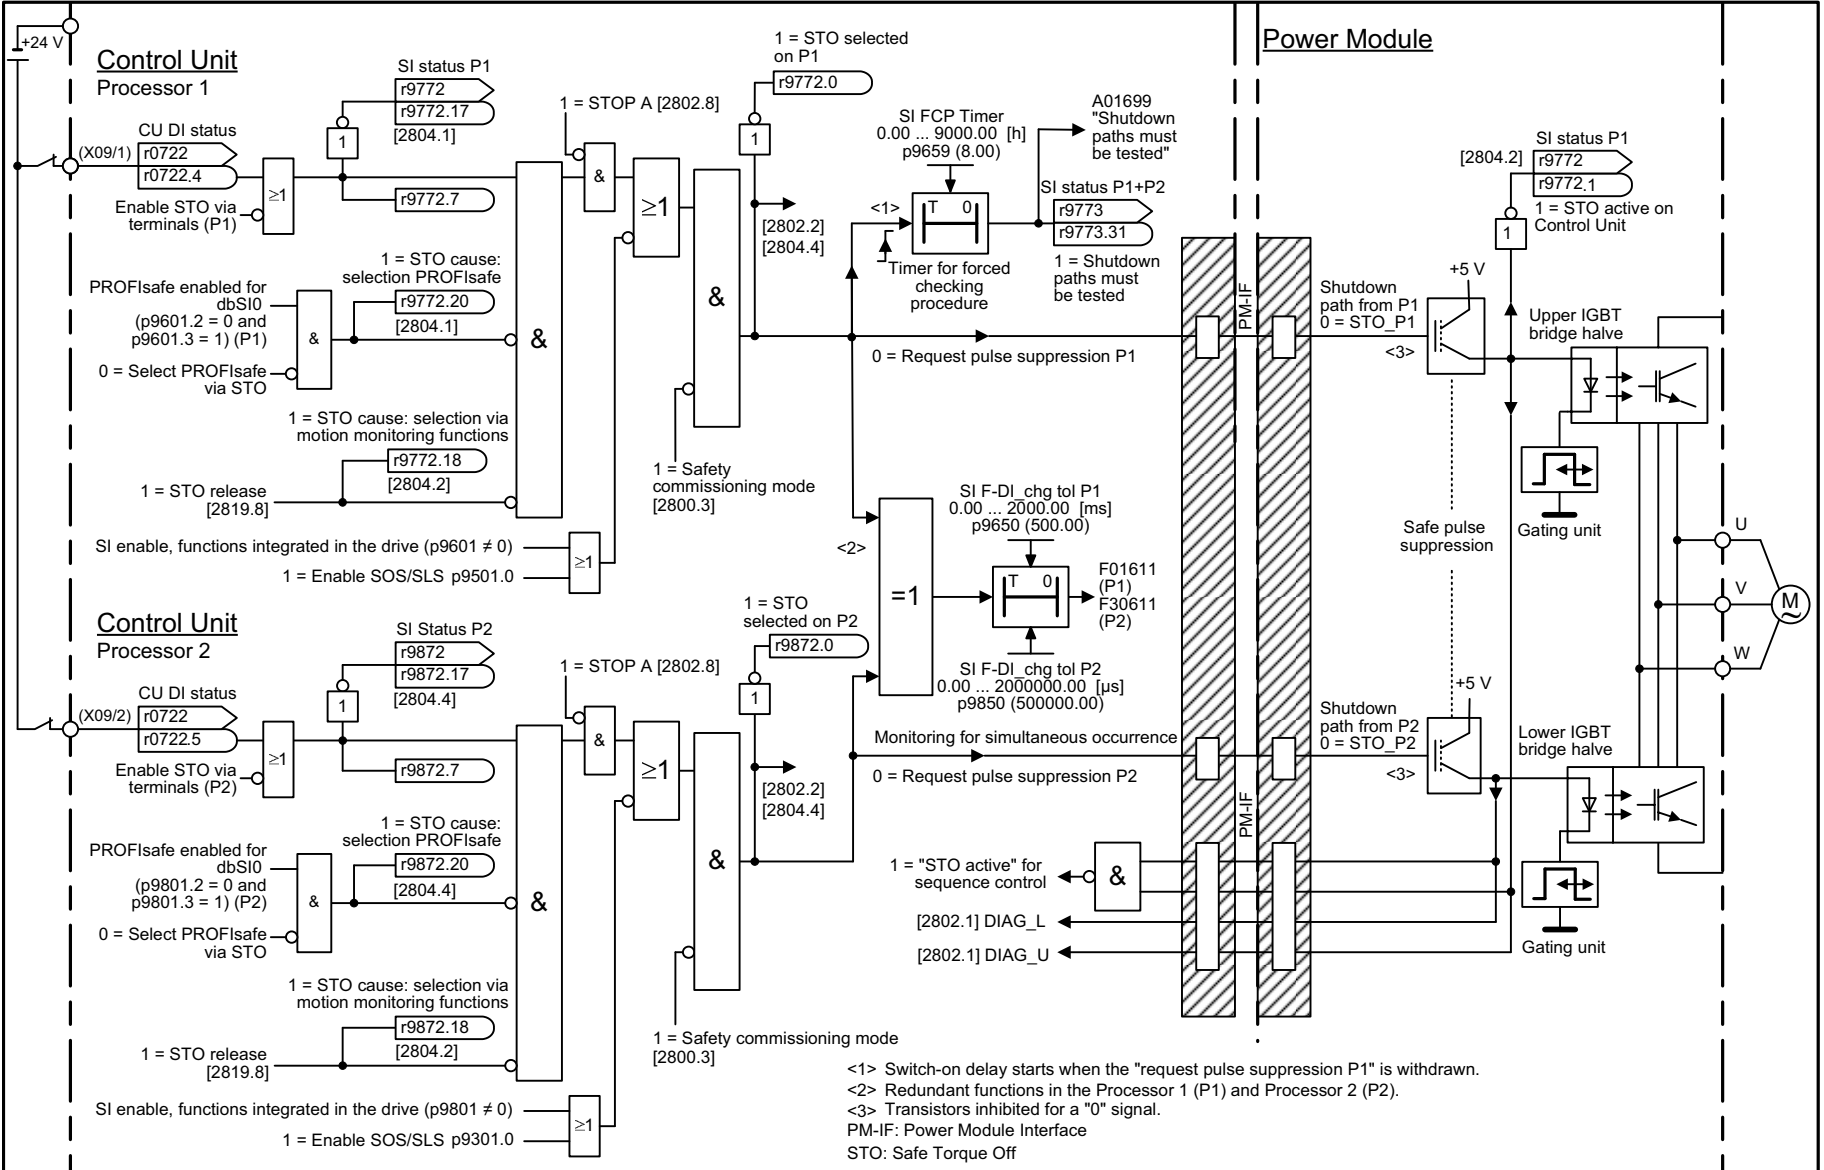 +24 V
Control Unit
Processor 1
SI status P1
r9772
r9772.17
[2804.1]
1
CU DI status
(X09/1)
r0722
r0722.4
≥1
Enable STO via
terminals (P1)
r9772.7
1 = STO cause:
selection PROFIsafe
PROFIsafe enabled for
dbSI0
(p9601.2 = 0 and
p9601.3 = 1) (P1)
r9772.20
[2804.1]
&
0 = Select PROFIsafe
via STO
1 = STO cause: selection via
motion monitoring functions
r9772.18
[2804.2]
1 = STO release
[2819.8]
&
SI enable, functions integrated in the drive (p9601 ≠ 0)
1 = Enable SOS/SLS p9501.0
≥1
1 = STOP A [2802.8]
&
≥1
&
1 = STO selected
on P1
r9772.0
1
[2802.2]
[2804.4]
1 = Safety
commissioning mode
[2800.3]
SI FCP Timer
0.00 ... 9000.00 [h]
p9659 (8.00)
<1>
T 0
Timer for forced
checking
procedure
A01699
"Shutdown
paths must
be tested"
SI status P1+P2
r9773
r9773.31
1 = Shutdown
paths must
be tested
0 = Request pulse suppression P1
<2>
=1
SI F-DI_chg tol P1
0.00 ... 2000.00 [ms]
p9650 (500.00)
T 0
F01611
(P1)
F30611
(P2)
SI F-DI_chg tol P2
0.00 ... 2000000.00 [µs]
p9850 (500000.00)
Monitoring for simultaneous occurrence
0 = Request pulse suppression P2
Control Unit
Processor 2
SI Status P2
r9872
r9872.17
[2804.4]
1
CU DI status
(X09/2)
r0722
r0722.5
≥1
Enable STO via
terminals (P2)
r9872.7
1 = STO cause:
selection PROFIsafe
PROFIsafe enabled for
dbSI0
(p9801.2 = 0 and
p9801.3 = 1) (P2)
r9872.20
[2804.4]
&
0 = Select PROFIsafe
via STO
1 = STO cause: selection via
motion monitoring functions
r9872.18
[2804.2]
1 = STO release
[2819.8]
&
SI enable, functions integrated in the drive (p9801 ≠ 0)
1 = Enable SOS/SLS p9301.0
≥1
1 = STOP A [2802.8]
&
≥1
&
1 = STO
selected on P2
r9872.0
1
[2802.2]
[2804.4]
1 = Safety commissioning mode
[2800.3]
1 = "STO active" for
sequence control
&
[2802.1] DIAG_L
[2802.1] DIAG_U
PM-IF
PM-IF
Power Module
SI status P1
[2804.2]
r9772
r9772.1
1 = STO active on
Control Unit
1
+5 V
Shutdown
path from P1
0 = STO_P1
<3>
Upper IGBT
bridge halve
Gating unit
Safe pulse
suppression
U
V
W
M
~
+5 V
Shutdown
path from P2
0 = STO_P2
<3>
Lower IGBT
bridge halve
Gating unit
<1> Switch-on delay starts when the "request pulse suppression P1" is withdrawn.
<2> Redundant functions in the Processor 1 (P1) and Processor 2 (P2).
<3> Transistors inhibited for a "0" signal.
PM-IF: Power Module Interface
STO: Safe Torque Off